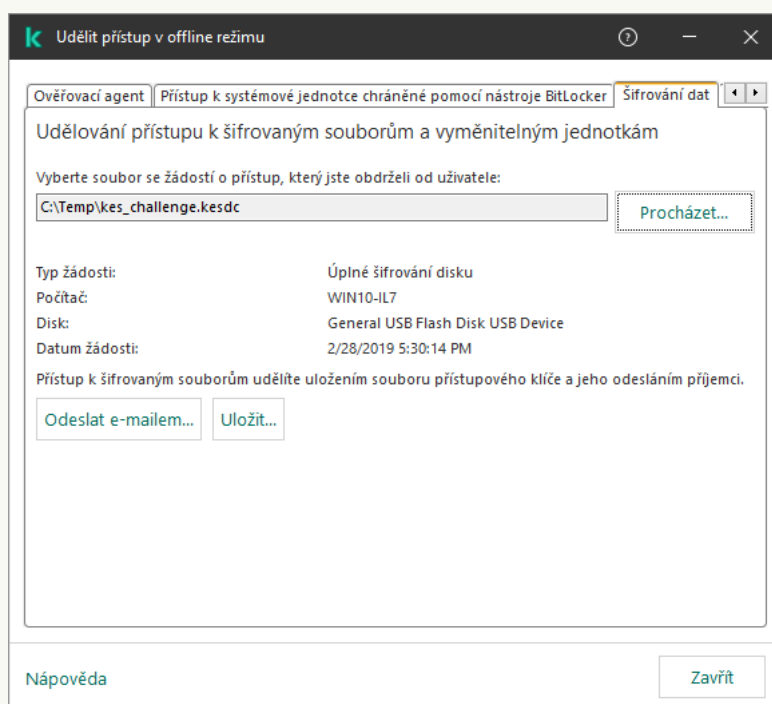 Udělit přístup v offline režimu
Ověřovací agent Přístup k systémové jednotce chráněné pomocí nástroje BitLocker Šifrování dat
Udělování přístupu k šifrovaným souborům a vyměnitelným jednotkám
Vyberte soubor se žádostí o přístup, který jste obdrželi od uživatele:
C:\Temp\kes_challenge.kesdc Procházet...
Typ žádosti: Úplné šifrování disku
Počítač: WIN10-IL7
Disk: General USB Flash Disk USB Device
Datum žádosti: 2/28/2019 5:30:14 PM
Přístup k šifrovaným souborům udělíte uložením souboru přístupového klíče a jeho odesláním příjemci.
Odeslat e-mailem... Uložit...
Nápověda Zavřít